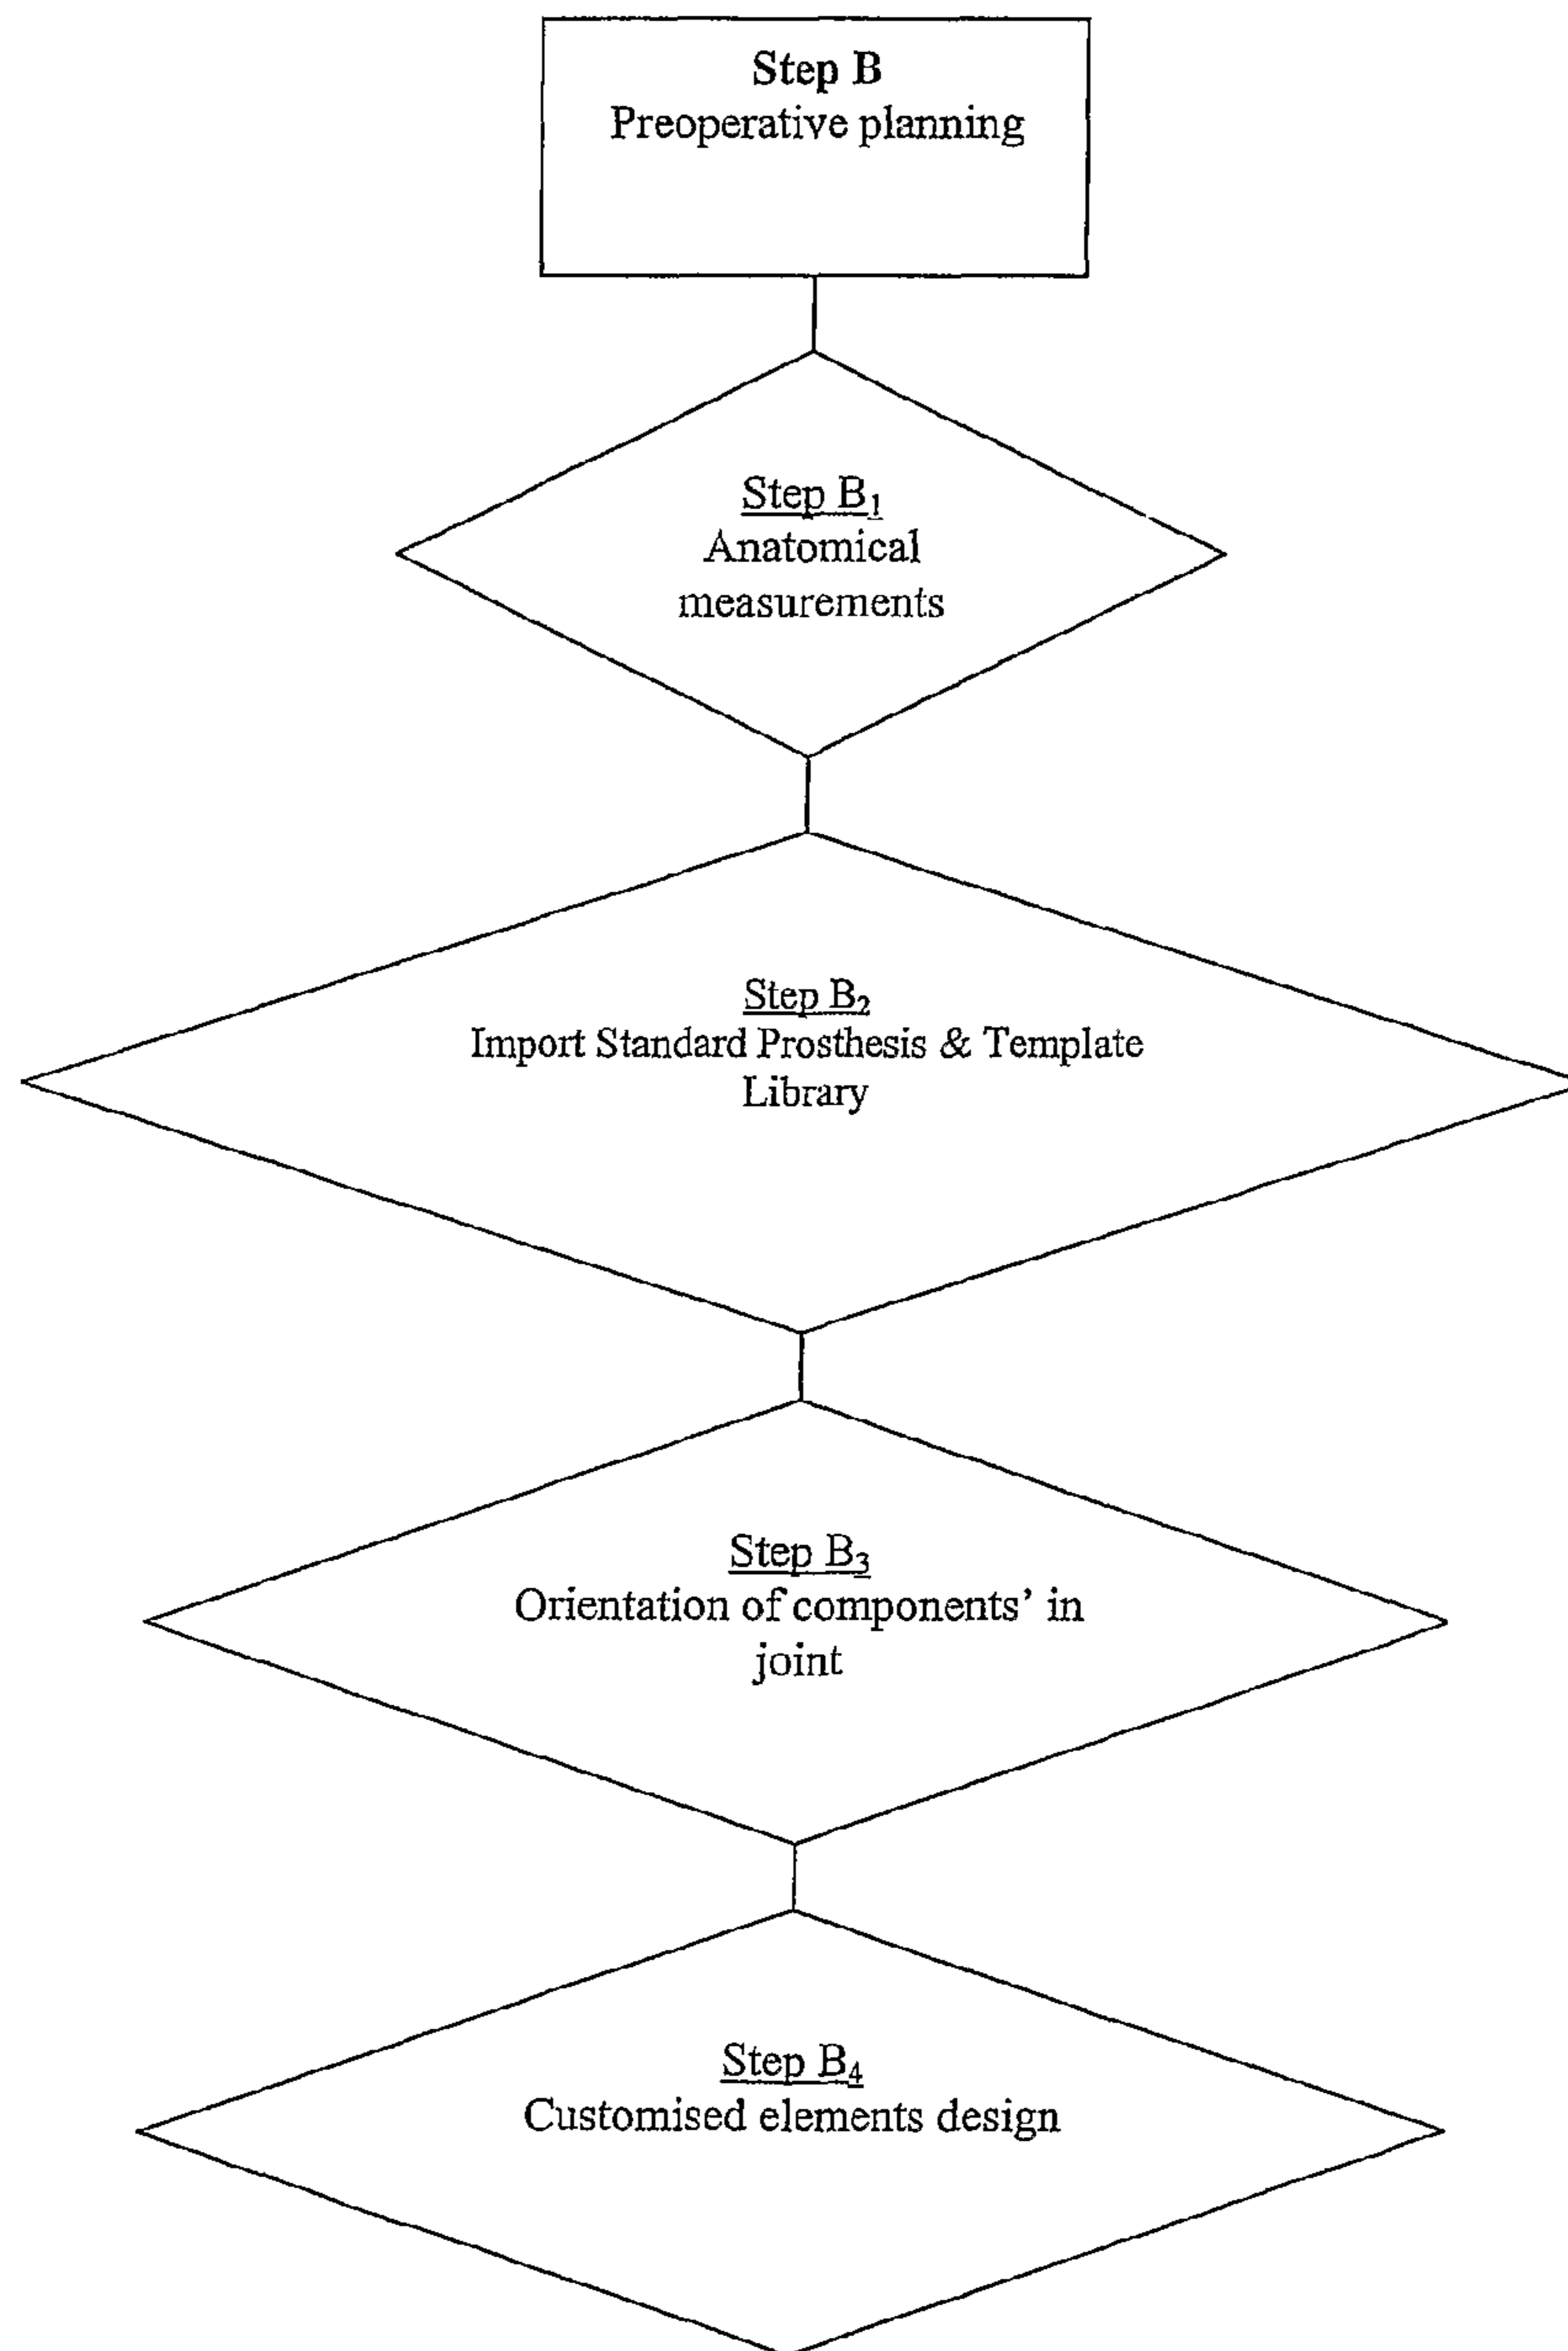 Step B
Preoperative planning
Step B₁
Anatomical
measurements
Step B₂
Import Standard Prosthesis & Template
Library
Step B₃
Orientation of components’ in
joint
Step B₄
Customised elements design